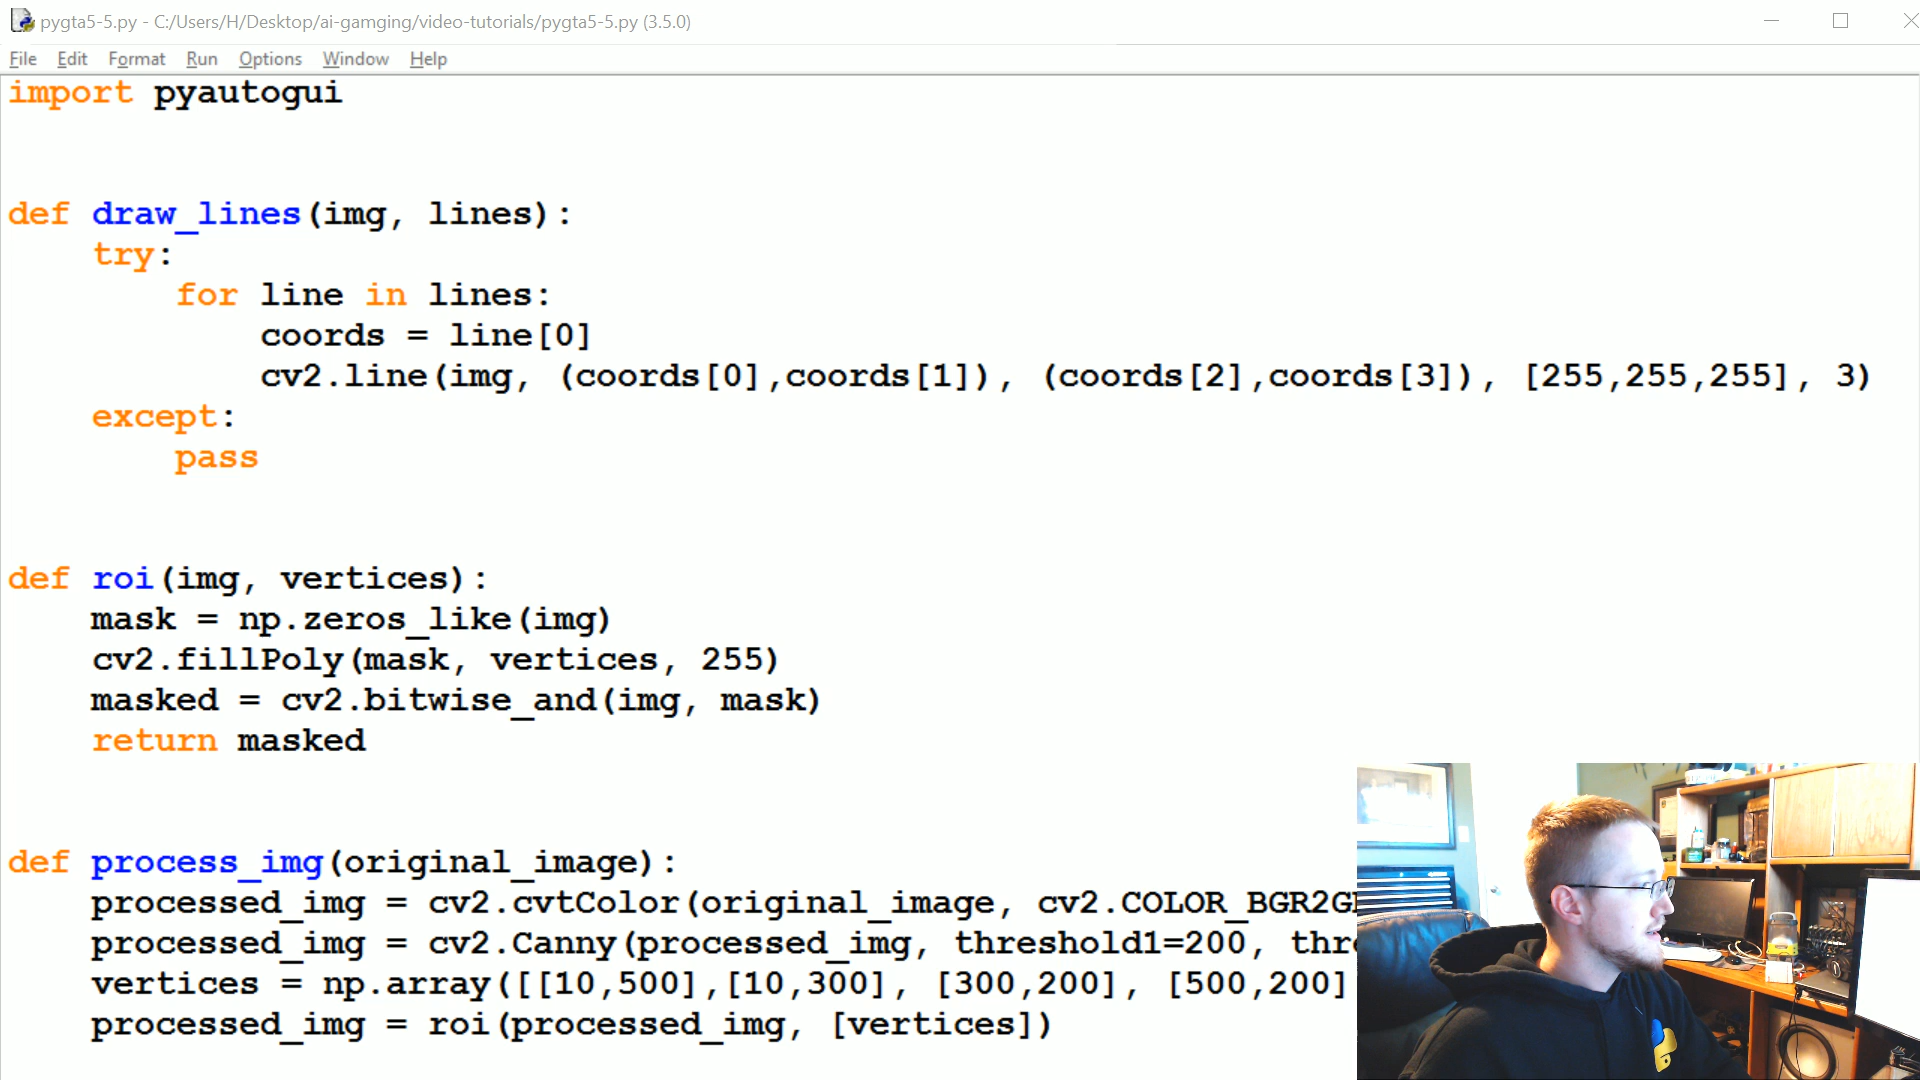 pygta5-5.py - C:/Users/H/Desktop/ai-gamging/video-tutorials/pygta5-5.py (3.5.0)
File Edit Format Run Options Window Help
import pyautogui
def draw_lines(img, lines):
    try:
        for line in lines:
            coords = line[0]
            cv2.line(img, (coords[0],coords[1]), (coords[2],coords[3]), [255,255,255], 3)
    except:
        pass
def roi(img, vertices):
    mask = np.zeros_like(img)
    cv2.fillPoly(mask, vertices, 255)
    masked = cv2.bitwise_and(img, mask)
    return masked
def process_img(original_image):
    processed_img = cv2.cvtColor(original_image, cv2.COLOR_BGR2G
    processed_img = cv2.Canny(processed_img, threshold1=200, thr
    vertices = np.array([[10,500],[10,300], [300,200], [500,200]
    processed_img = roi(processed_img, [vertices])